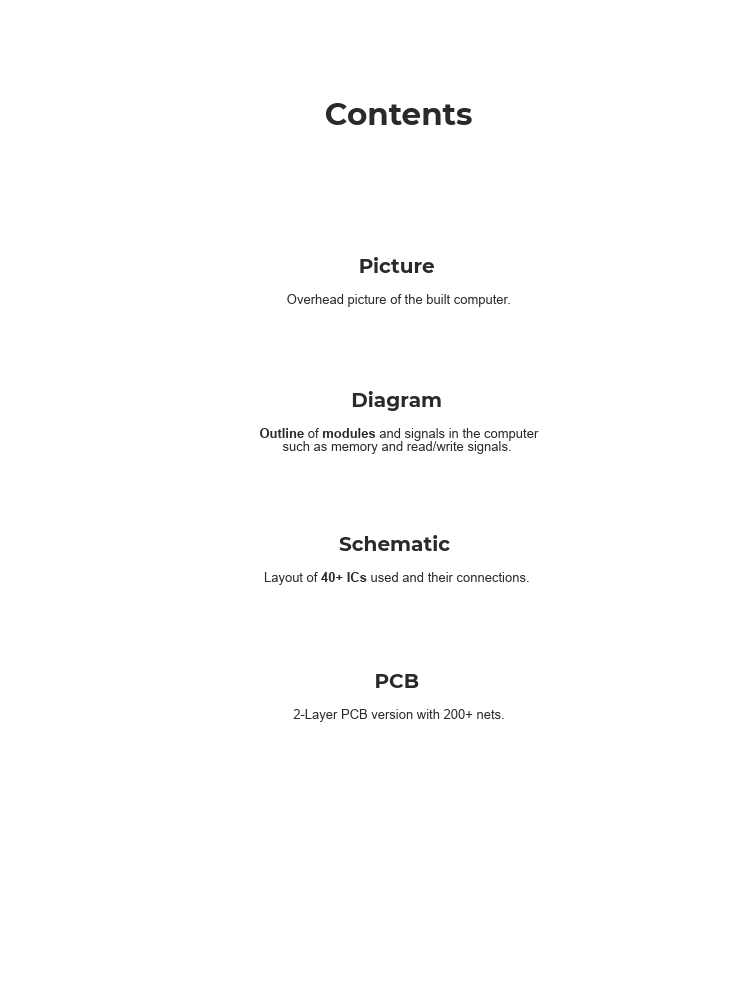 Contents
Picture
Overhead picture of the built computer.
Diagram
Outline of modules and signals in the computer
such as memory and read/write signals.
Schematic
Layout of 40+ ICs used and their connections.
PCB
2-Layer PCB version with 200+ nets.